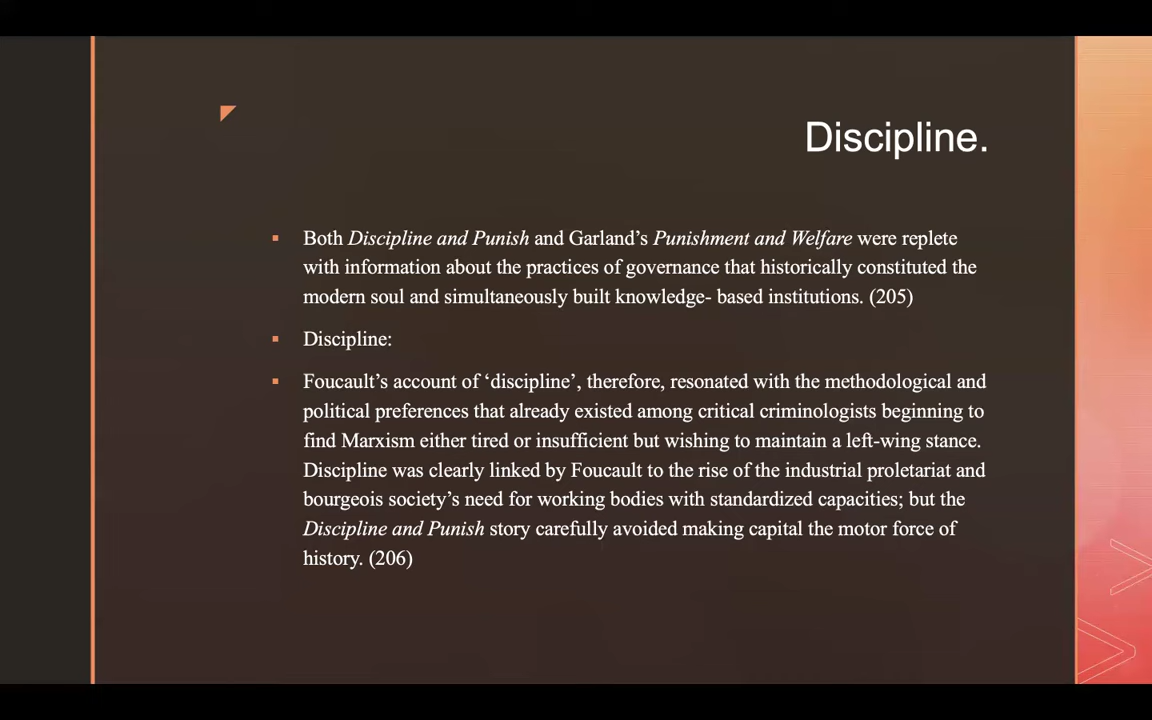 Discipline.
Both Discipline and Punish and Garland’s Punishment and Welfare were replete
with information about the practices of governance that historically constituted the
modern soul and simultaneously built knowledge- based institutions. (205)
Discipline:
Foucault’s account of ‘discipline’, therefore, resonated with the methodological and
political preferences that already existed among critical criminologists beginning to
find Marxism either tired or insufficient but wishing to maintain a left-wing stance.
Discipline was clearly linked by Foucault to the rise of the industrial proletariat and
bourgeois society’s need for working bodies with standardized capacities; but the
Discipline and Punish story carefully avoided making capital the motor force of
history. (206)